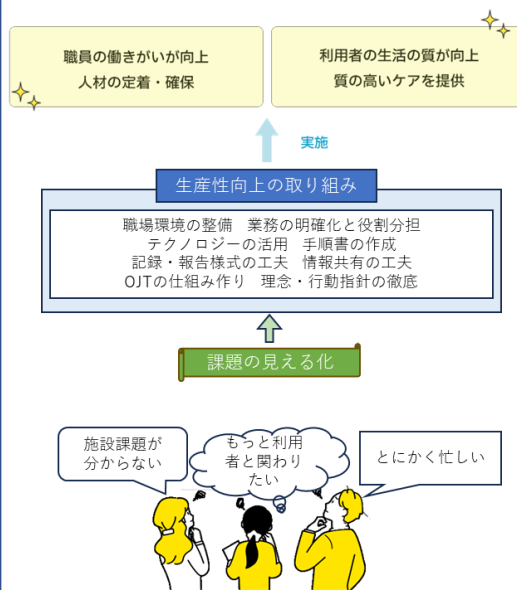 職員の働きがいが向上
人材の定着・確保
利用者の生活の質が向上
質の高いケアを提供
実施
生産性向上の取り組み
職場環境の整備　業務の明確化と役割分担
テクノロジーの活用　手順書の作成
記録・報告様式の工夫　情報共有の工夫
OJTの仕組み作り　理念・行動指針の徹底
課題の見える化
施設課題が
分からない
もっと利用
者と関わり
たい
とにかく忙しい